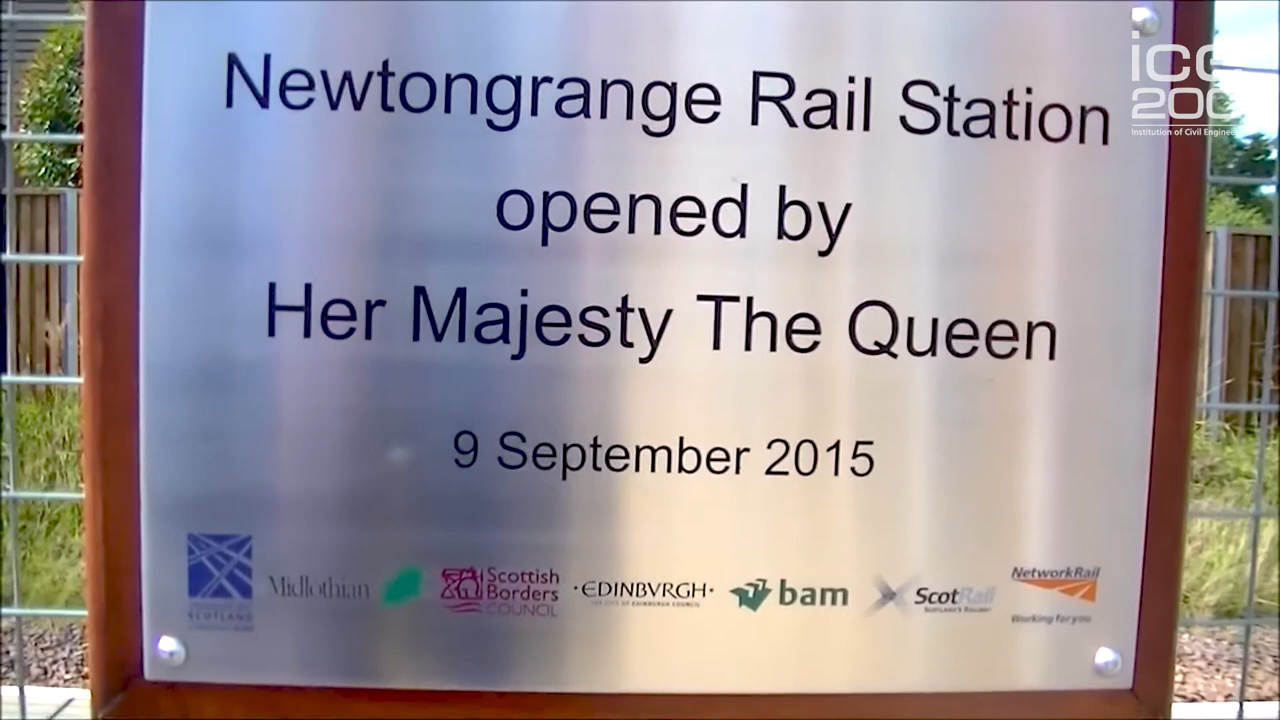 Newtongrange Rail Station
opened by
Her Majesty The Queen
9 September 2015
SCOTLAND
Midlothian
Scottish
Borders
COUNCIL
·EDINBVRGH·
THE CITY OF EDINBURGH COUNCIL
bam
ScotRail
SCOTLAND'S RAILWAY
NetworkRail
Working for you
ice
200
Institution of Civil Engineers